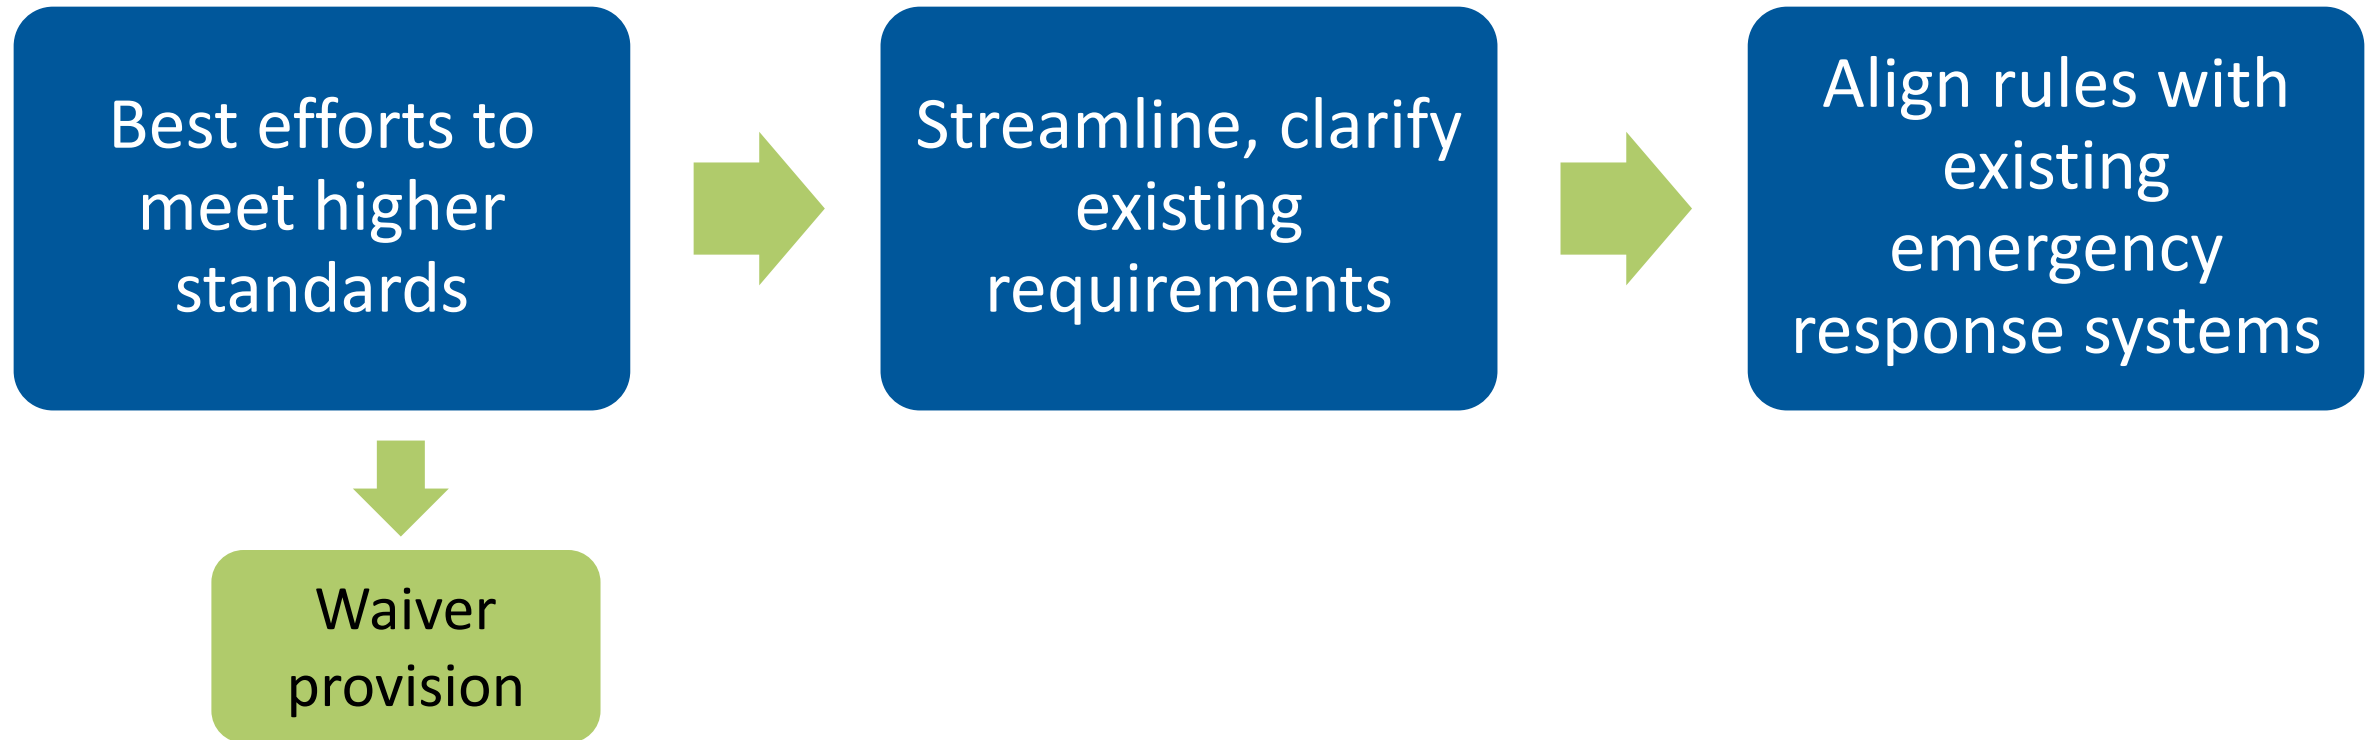 Best efforts to
meet higher
standards
Streamline, clarify
existing
requirements
Align rules with
existing
emergency
response systems
Waiver
provision